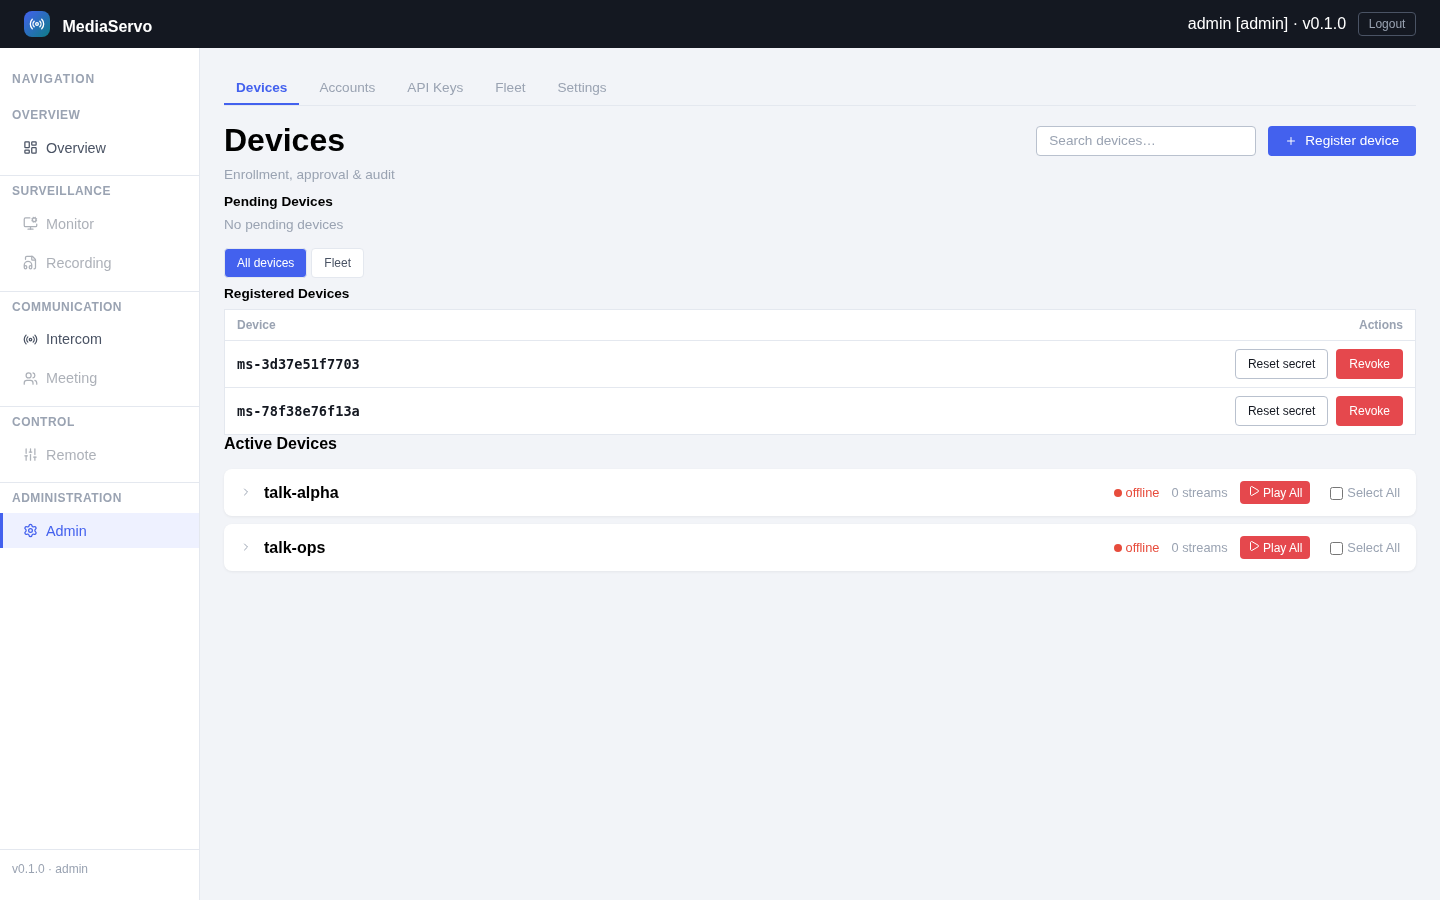 MediaServo
admin [admin] · v0.1.0
Logout
NAVIGATION
OVERVIEW
Overview
SURVEILLANCE
Monitor
Recording
COMMUNICATION
Intercom
Meeting
CONTROL
Remote
ADMINISTRATION
Admin
v0.1.0 · admin
Devices Accounts API Keys Fleet Settings
Devices
Search devices…
+ Register device
Enrollment, approval & audit
Pending Devices
No pending devices
All devices Fleet
Registered Devices
Device Actions
ms-3d37e51f7703 Reset secret Revoke
ms-78f38e76f13a Reset secret Revoke
Active Devices
talk-alpha offline 0 streams Play All Select All
talk-ops offline 0 streams Play All Select All